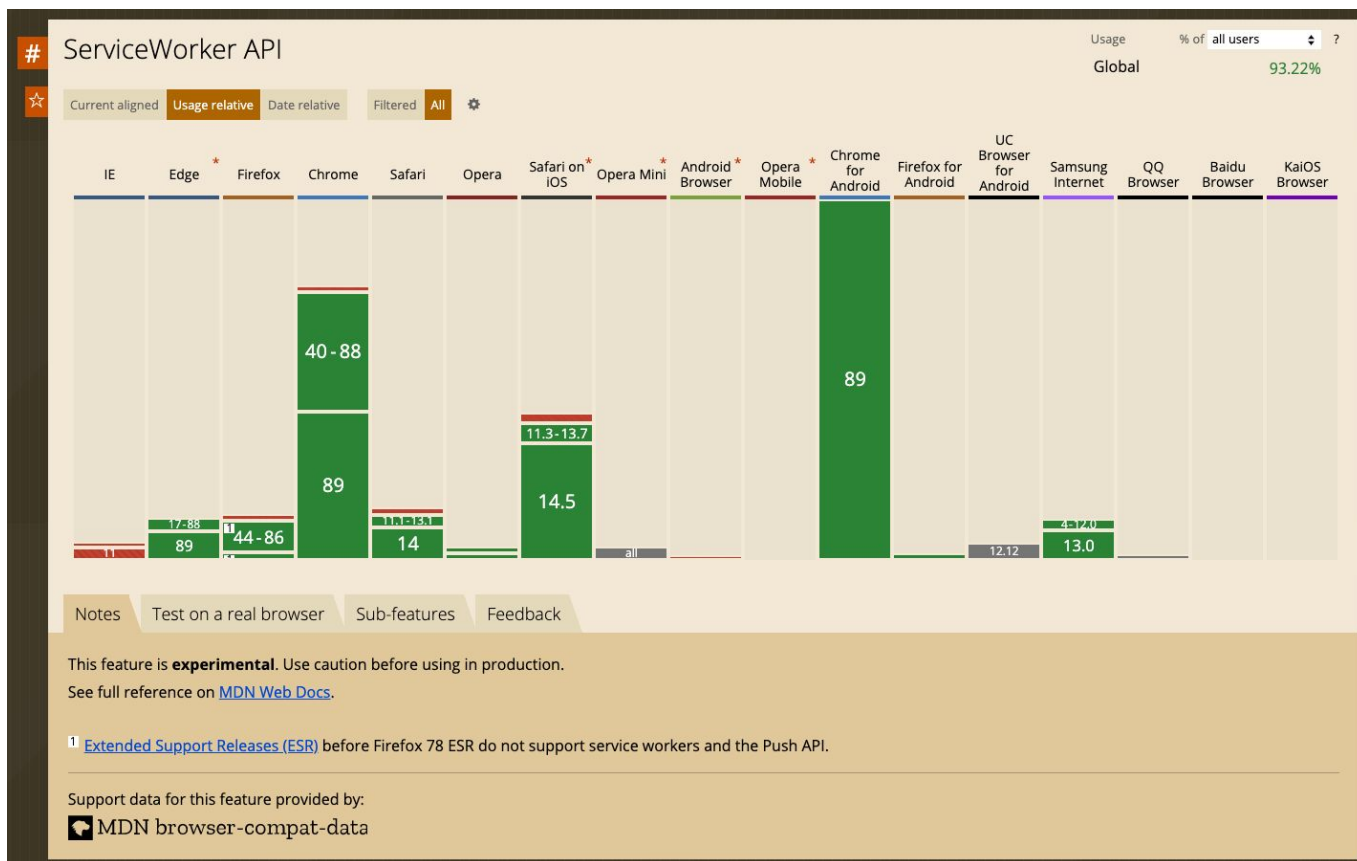 #
ServiceWorker API
Usage % of all users ?
Global 93.22%
☆
Current aligned Usage relative Date relative Filtered All
IE
Edge *
Firefox
Chrome
Safari
Opera
Safari on *
iOS
Opera Mini *
Android *
Browser
Opera *
Mobile
Chrome
for
Android
Firefox for
Android
UC
Browser
for
Android
Samsung
Internet
QQ
Browser
Baidu
Browser
KaiOS
Browser
11
17-88
89
1
44-86
40-88
89
11.1-13.1
14
11.3-13.7
14.5
all
89
12.12
4-12.0
13.0
Notes Test on a real browser Sub-features Feedback
This feature is experimental. Use caution before using in production.
See full reference on MDN Web Docs.
1 Extended Support Releases (ESR) before Firefox 78 ESR do not support service workers and the Push API.
Support data for this feature provided by:
MDN browser-compat-data